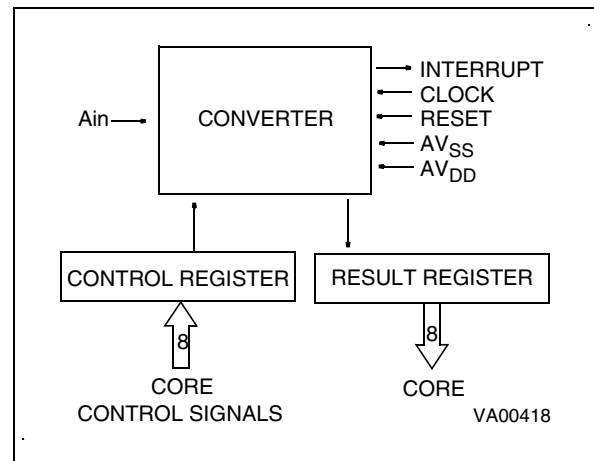 INTERRUPT
CLOCK
Ain
CONVERTER
RESET
AVSS
AVDD
CONTROL REGISTER
RESULT REGISTER
8
8
CORE
CONTROL SIGNALS
CORE
VA00418